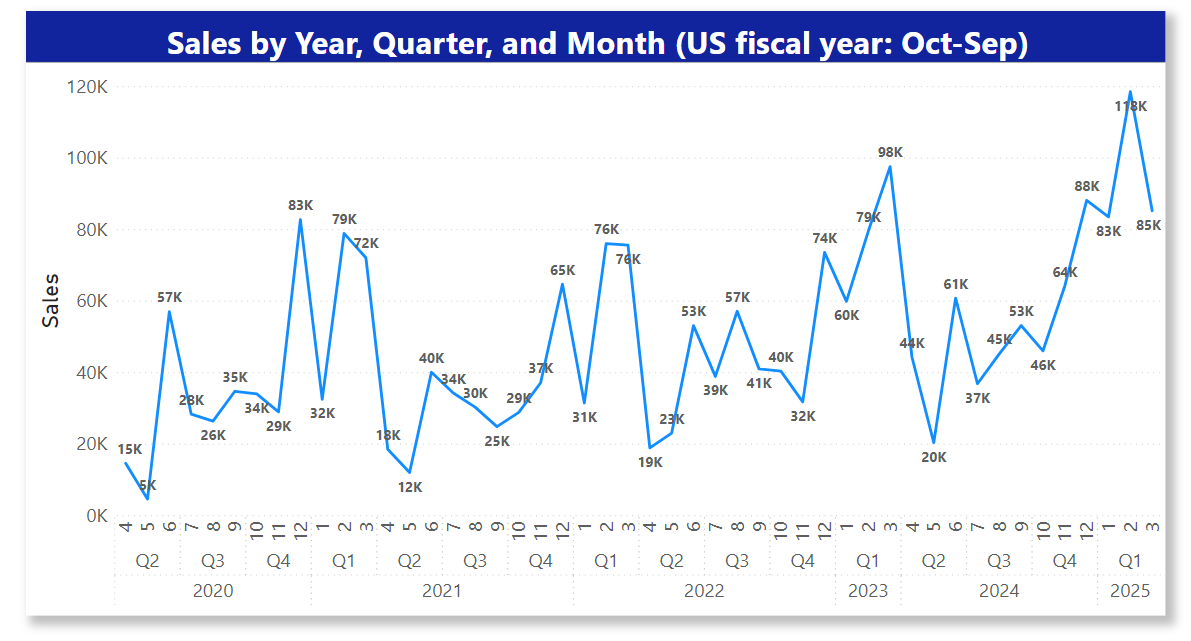 Sales by Year, Quarter, and Month (US fiscal year: Oct-Sep)
120K
100K
80K
60K
40K
20K
0K
Sales
15K 5K 57K 28K 26K 35K 34K 29K 83K 32K 79K 72K 18K 12K 40K 34K 30K 25K 29K 37K 65K 31K 76K 76K 19K 23K 53K 39K 57K 41K 40K 32K 74K 60K 79K 98K 44K 20K 61K 37K 45K 53K 46K 64K 88K 83K 118K 85K
4 5 6 7 8 9 10 11 12 1 2 3 4 5 6 7 8 9 10 11 12 1 2 3 4 5 6 7 8 9 10 11 12 1 2 3 4 5 6 7 8 9 10 11 12 1 2 3
Q2 Q3 Q4 Q1 Q2 Q3 Q4 Q1 Q2 Q3 Q4 Q1 Q2 Q3 Q4 Q1
2020 2021 2022 2023 2024 2025